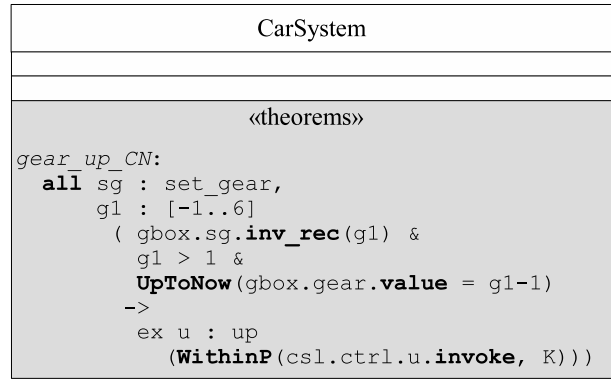 CarSystem
«theorems»
gear_up_CN:
all sg : set_gear,
g1 : [-1..6]
( gbox.sg.inv_rec(g1) &
g1 > 1 &
UpToNow(gbox.gear.value = g1-1)
->
ex u : up
(WithinP(csl.ctrl.u.invoke, K)))